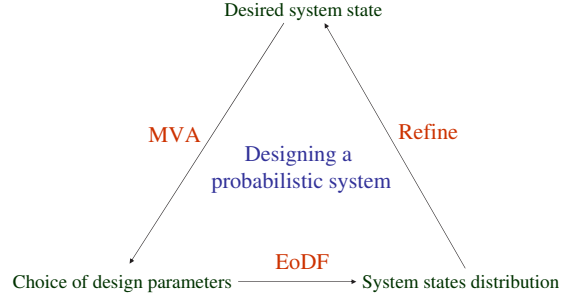 Desired system state
MVA
Refine
Designing a
probabilistic system
EoDF
Choice of design parameters
System states distribution